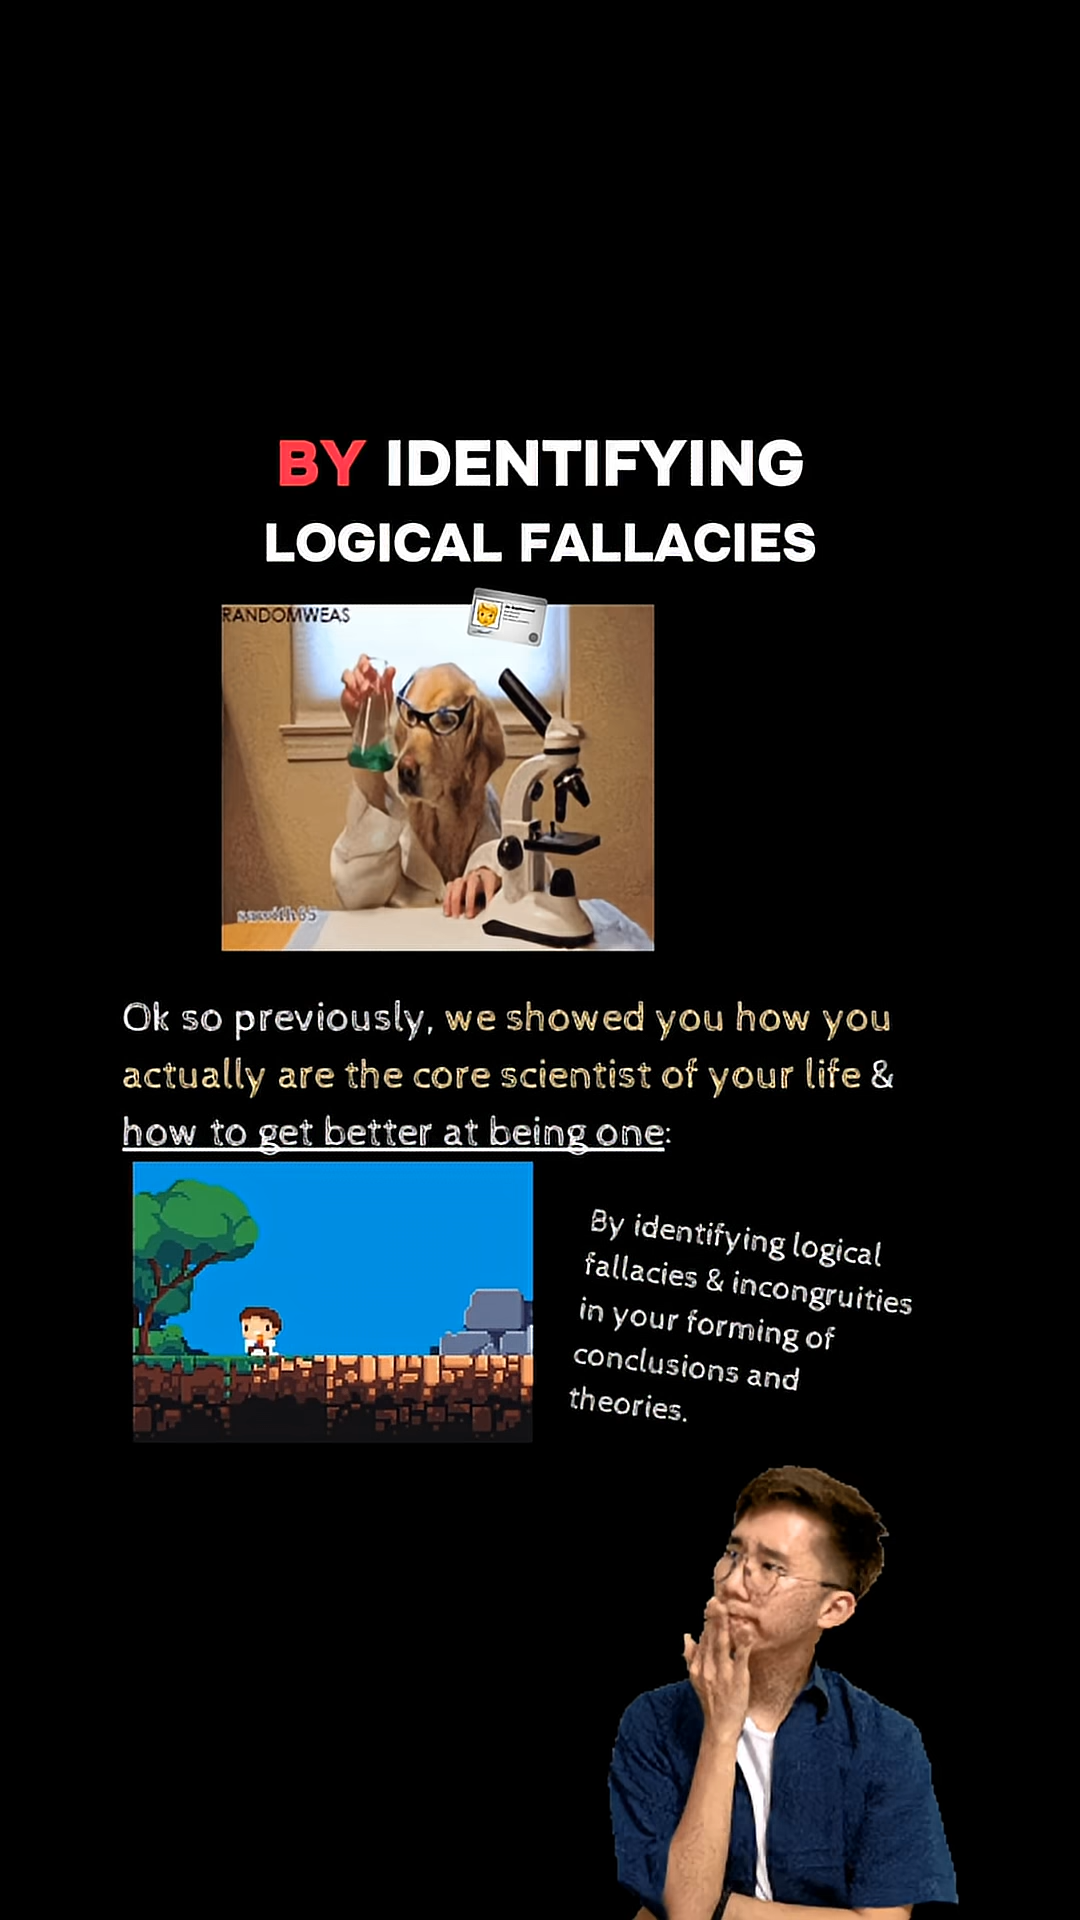 BY IDENTIFYING
LOGICAL FALLACIES
RANDOMWEAS
Ok so previously, we showed you how you
actually are the core scientist of your life &
how to get better at being one:
By identifying logical
fallacies & incongruities
in your forming of
conclusions and
theories.